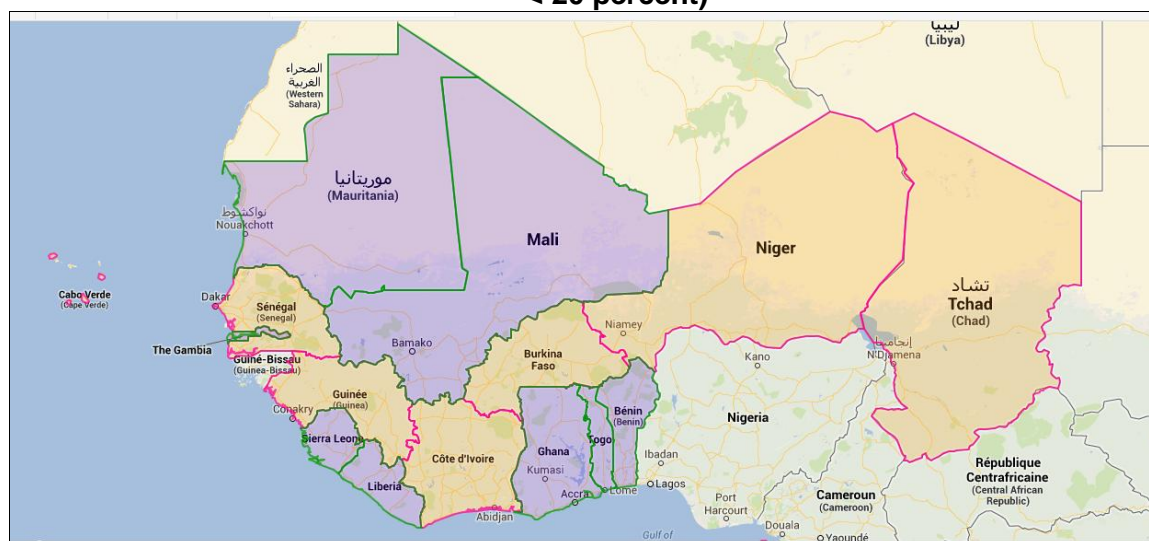 < 20 percent)
ليبيا
(Libya)
الصحراء
الغربية
(Western
Sahara)
موريتانيا
(Mauritania)
نواكشوط
Nouakchott
Mali
Niger
تشاد
Tchad
(Chad)
Cabo Verde
(Cape Verde)
Dakar
Sénégal
(Senegal)
The Gambia
Bamako
Niamey
إنجامينا
N'Djamena
Burkina
Faso
Kano
Guiné-Bissau
(Guinea-Bissau)
Guinée
(Guinea)
Conakry
Sierra Leone
Bénin
(Benin)
Nigeria
Côte d'Ivoire
Ghana
Togo
Liberia
Kumasi
Ibadan
Lagos
Accra
Lome
Abidjan
Port
Harcourt
République
Centrafricaine
(Central African
Republic)
Cameroun
(Cameroon)
Douala
Yaoundé
Gulf of